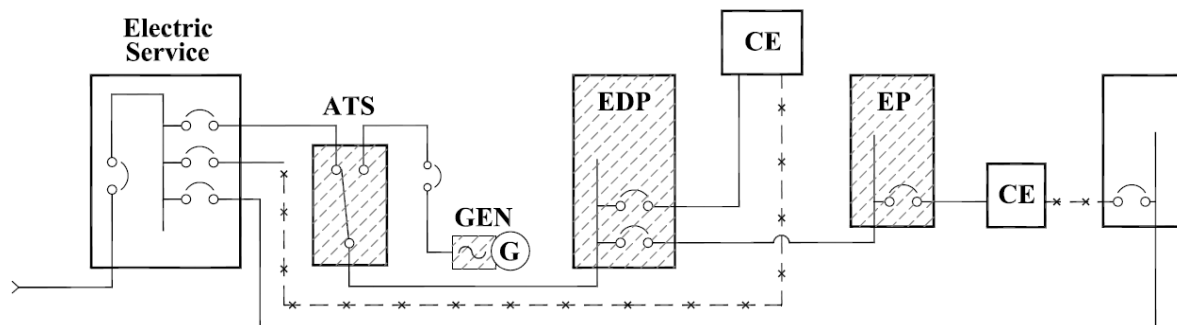 Electric
Service
ATS
GEN
G
EDP
CE
EP
CE